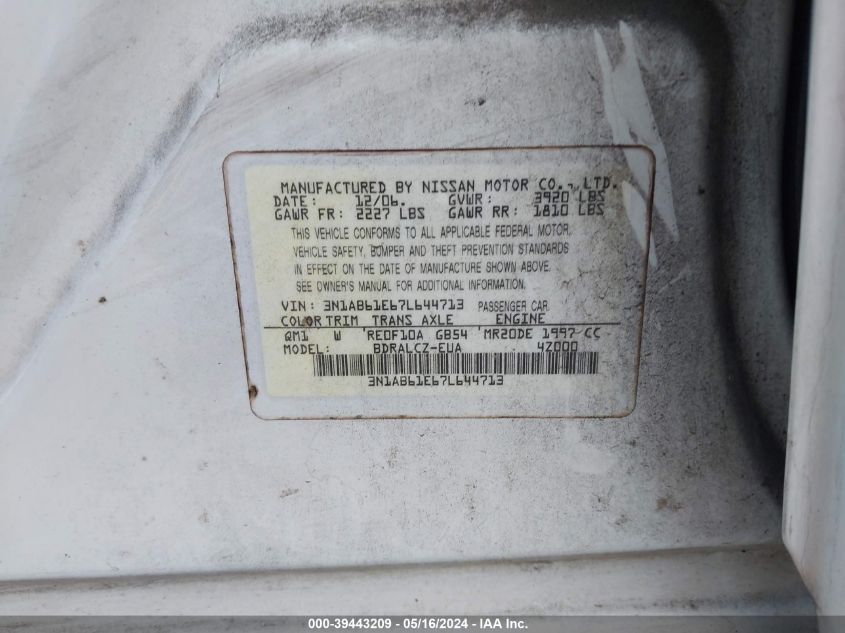 MANUFACTURED BY NISSAN MOTOR CO., LTD.
DATE: 12/06. GVWR: 3920 LBS
GAWR FR: 2227 LBS GAWR RR: 1810 LBS
THIS VEHICLE CONFORMS TO ALL APPLICABLE FEDERAL MOTOR
VEHICLE SAFETY, BUMPER AND THEFT PREVENTION STANDARDS
IN EFFECT ON THE DATE OF MANUFACTURE SHOWN ABOVE.
SEE OWNER'S MANUAL FOR ADDITIONAL INFORMATION.
VIN: 3N1AB61E67L644713 PASSENGER CAR
COLOR TRIM TRANS AXLE ENGINE
QM1 W RE0F10A GB54 MR20DE 1997 CC
MODEL: BDRALCZ-EUA 4Z000
3N1AB61E67L644713
000-39443209 - 05/16/2024 - IAA Inc.